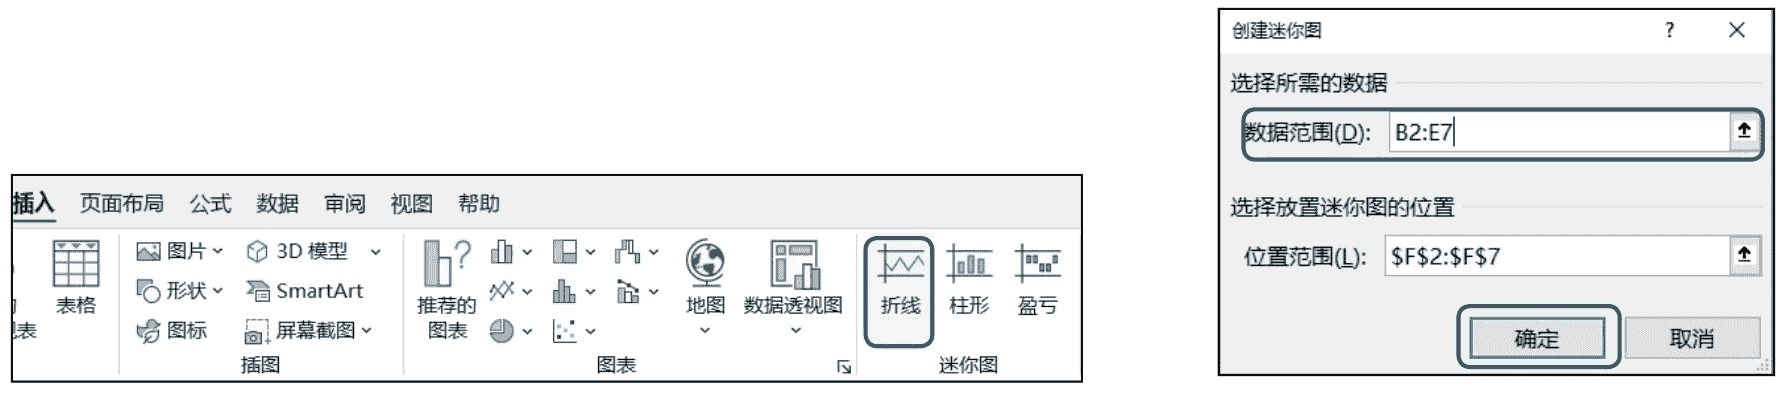 插入 页面布局 公式 数据 审阅 视图 帮助
表格
图片
形状
图标
3D 模型
SmartArt
屏幕截图
插图
推荐的
图表
地图
数据透视图
图表
折线
柱形
盈亏
迷你图
创建迷你图 ?
选择所需的数据
数据范围(D): B2:E7
选择放置迷你图的位置
位置范围(L): $F$2:$F$7
确定 取消